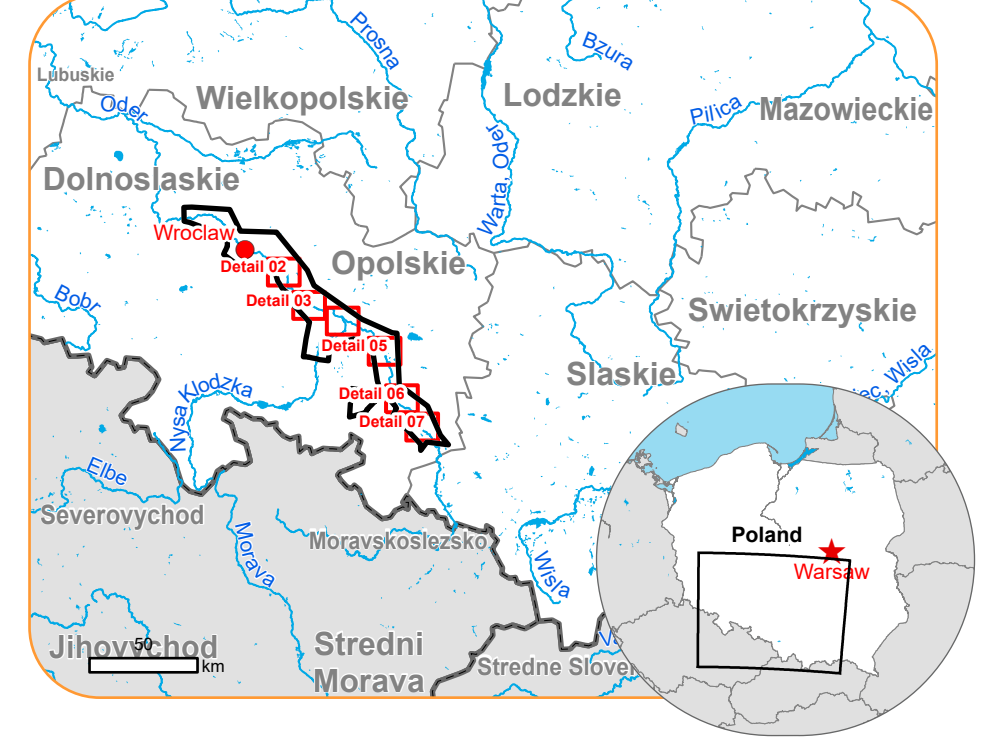 Prosna
Bzura
Lubuskie
Oder
Wielkopolskie
Lodzkie
Pilica
Mazowieckie
Warta, Oder
Dolnoslaskie
Wroclaw
Opolskie
Detail 02
Detail 03
Bobr
Swietokrzyskie
Detail 05
Slaskie
ec, Wisla
Nysa Klodzka
Detail 06
Detail 07
Elbe
Severovychod
Morava
Moravskoslezsko
Poland
Warsaw
Wisla
Jihovychod
50
km
Stredni
Morava
Stredne Slove